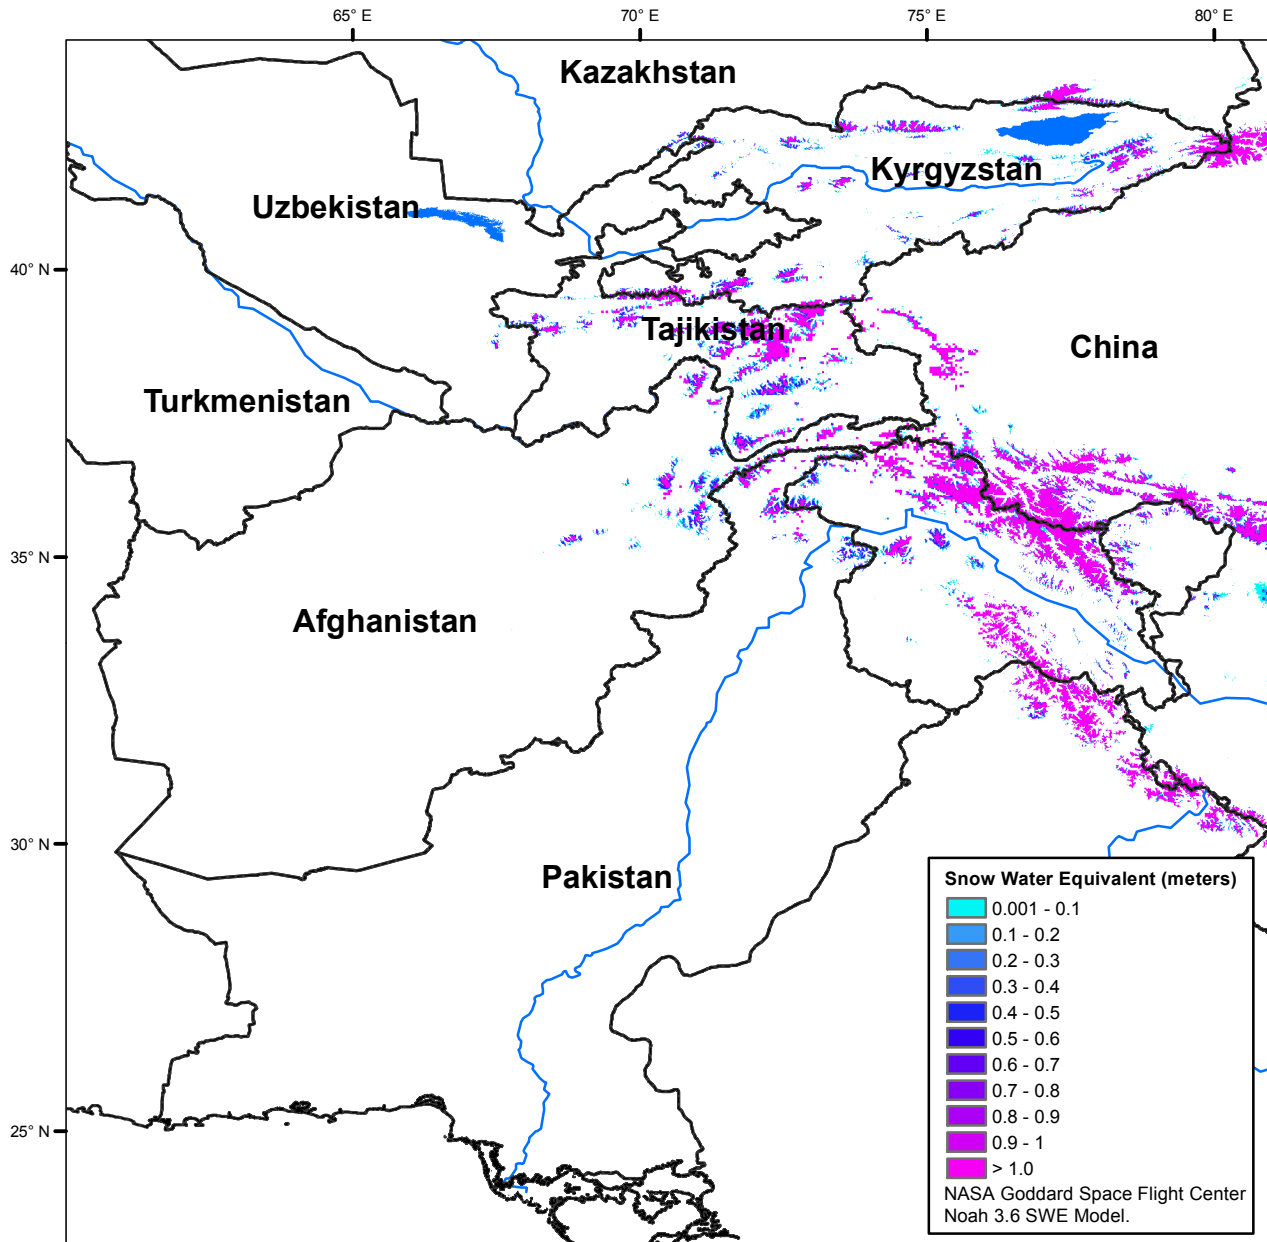 65° E
70° E
75° E
80° E
Kazakhstan
Kyrgyzstan
Uzbekistan
40° N
Tajikistan
China
Turkmenistan
35° N
Afghanistan
30° N
Pakistan
25° N
Snow Water Equivalent (meters)
0.001 - 0.1
0.1 - 0.2
0.2 - 0.3
0.3 - 0.4
0.4 - 0.5
0.5 - 0.6
0.6 - 0.7
0.7 - 0.8
0.8 - 0.9
0.9 - 1
> 1.0
NASA Goddard Space Flight Center
Noah 3.6 SWE Model.